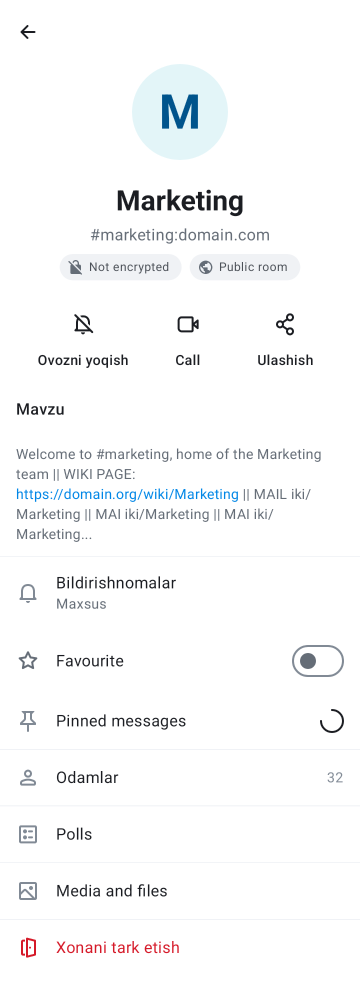 M
Marketing
#marketing:domain.com
Not encrypted
Public room
Ovozni yoqish
Call
Ulashish
Mavzu
Welcome to #marketing, home of the Marketing
team || WIKI PAGE:
https://domain.org/wiki/Marketing || MAIL iki/
Marketing || MAI iki/Marketing || MAI iki/
Marketing...
Bildirishnomalar
Maxsus
Favourite
Pinned messages
Odamlar
32
Polls
Media and files
Xonani tark etish